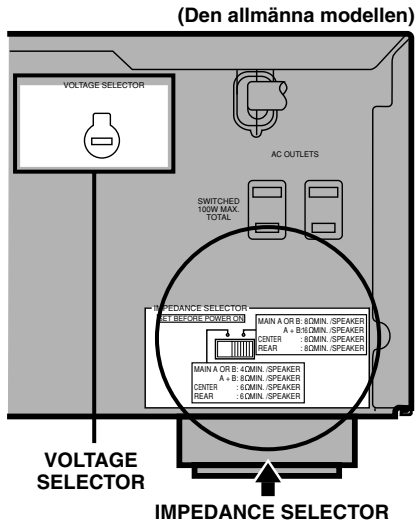 (Den allmänna modellen)
VOLTAGE SELECTOR
AC OUTLETS
SWITCHED
100W MAX.
TOTAL
IMPEDANCE SELECTOR
SET BEFORE POWER ON
MAIN A OR B: 8ΩMIN. /SPEAKER
A + B:16ΩMIN. /SPEAKER
CENTER : 8ΩMIN. /SPEAKER
REAR : 8ΩMIN. /SPEAKER
MAIN A OR B: 4ΩMIN. /SPEAKER
A + B: 8ΩMIN. /SPEAKER
CENTER : 6ΩMIN. /SPEAKER
REAR : 6ΩMIN. /SPEAKER
VOLTAGE
SELECTOR
IMPEDANCE SELECTOR